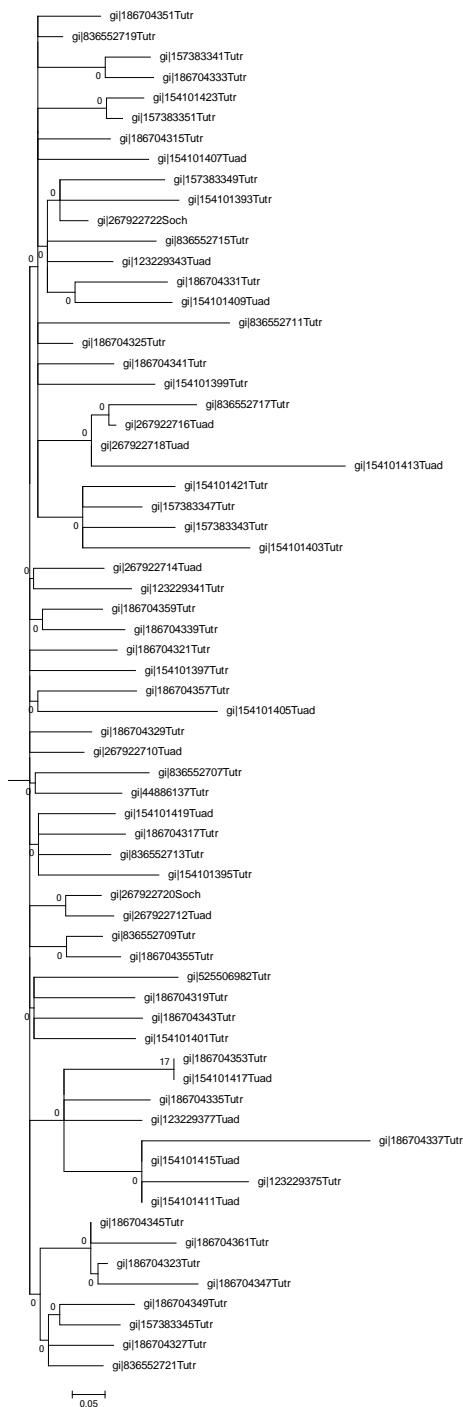 gi|186704351Tutr
gi|836552719Tutr
gi|157383341Tutr
0
gi|186704333Tutr
gi|154101423Tutr
0
gi|157383351Tutr
gi|186704315Tutr
gi|154101407Tuad
gi|157383349Tutr
0
gi|154101393Tutr
gi|267922722Soch
gi|836552715Tutr
0 0
gi|123229343Tuad
gi|186704331Tutr
0
gi|154101409Tuad
gi|836552711Tutr
gi|186704325Tutr
gi|186704341Tutr
gi|154101399Tutr
0
gi|836552717Tutr
gi|267922716Tuad
0
gi|267922718Tuad
gi|154101413Tuad
gi|154101421Tutr
gi|157383347Tutr
0
gi|157383343Tutr
0
gi|154101403Tutr
gi|267922714Tuad
0
gi|123229341Tutr
gi|186704359Tutr
0
gi|186704339Tutr
gi|186704321Tutr
gi|154101397Tutr
gi|186704357Tutr
0
gi|154101405Tuad
gi|186704329Tutr
gi|267922710Tuad
gi|836552707Tutr
0
gi|44886137Tutr
gi|154101419Tuad
gi|186704317Tutr
0
gi|836552713Tutr
gi|154101395Tutr
gi|267922720Soch
0
gi|267922712Tuad
gi|836552709Tutr
0
gi|186704355Tutr
gi|525506982Tutr
gi|186704319Tutr
0
gi|186704343Tutr
gi|154101401Tutr
17
gi|186704353Tutr
gi|154101417Tuad
gi|186704335Tutr
0
gi|123229377Tuad
gi|186704337Tutr
gi|154101415Tuad
0
gi|123229375Tutr
gi|154101411Tuad
gi|186704345Tutr
0
gi|186704361Tutr
gi|186704323Tutr
0
gi|186704347Tutr
0
gi|186704349Tutr
0
gi|157383345Tutr
0
gi|186704327Tutr
gi|836552721Tutr
0.05